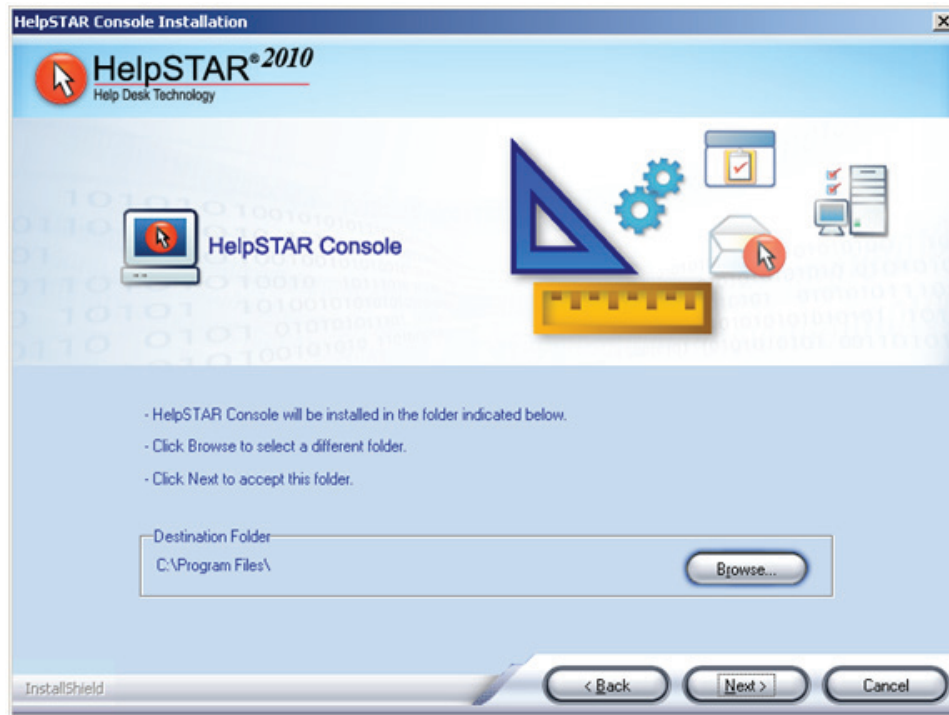 HelpSTAR Console Installation
HelpSTAR® 2010
Help Desk Technology
HelpSTAR Console
- HelpSTAR Console will be installed in the folder indicated below.
- Click Browse to select a different folder.
- Click Next to accept this folder.
Destination Folder
C:\Program Files\
Browse...
InstallShield
< Back
Next >
Cancel